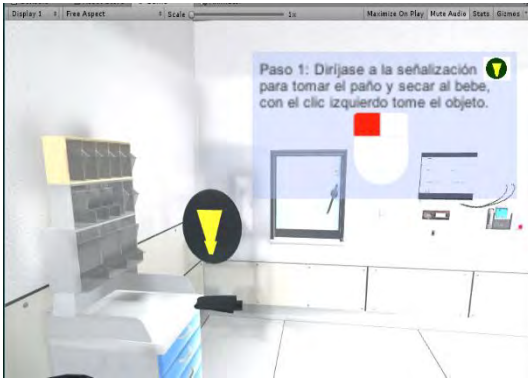 Display 1 Free Aspect Scale 1x Maximize On Play Mute Audio Stats Gizmos
Paso 1: Diríjase a la señalización
para tomar el paño y secar al bebe,
con el clic izquierdo tome el objeto.